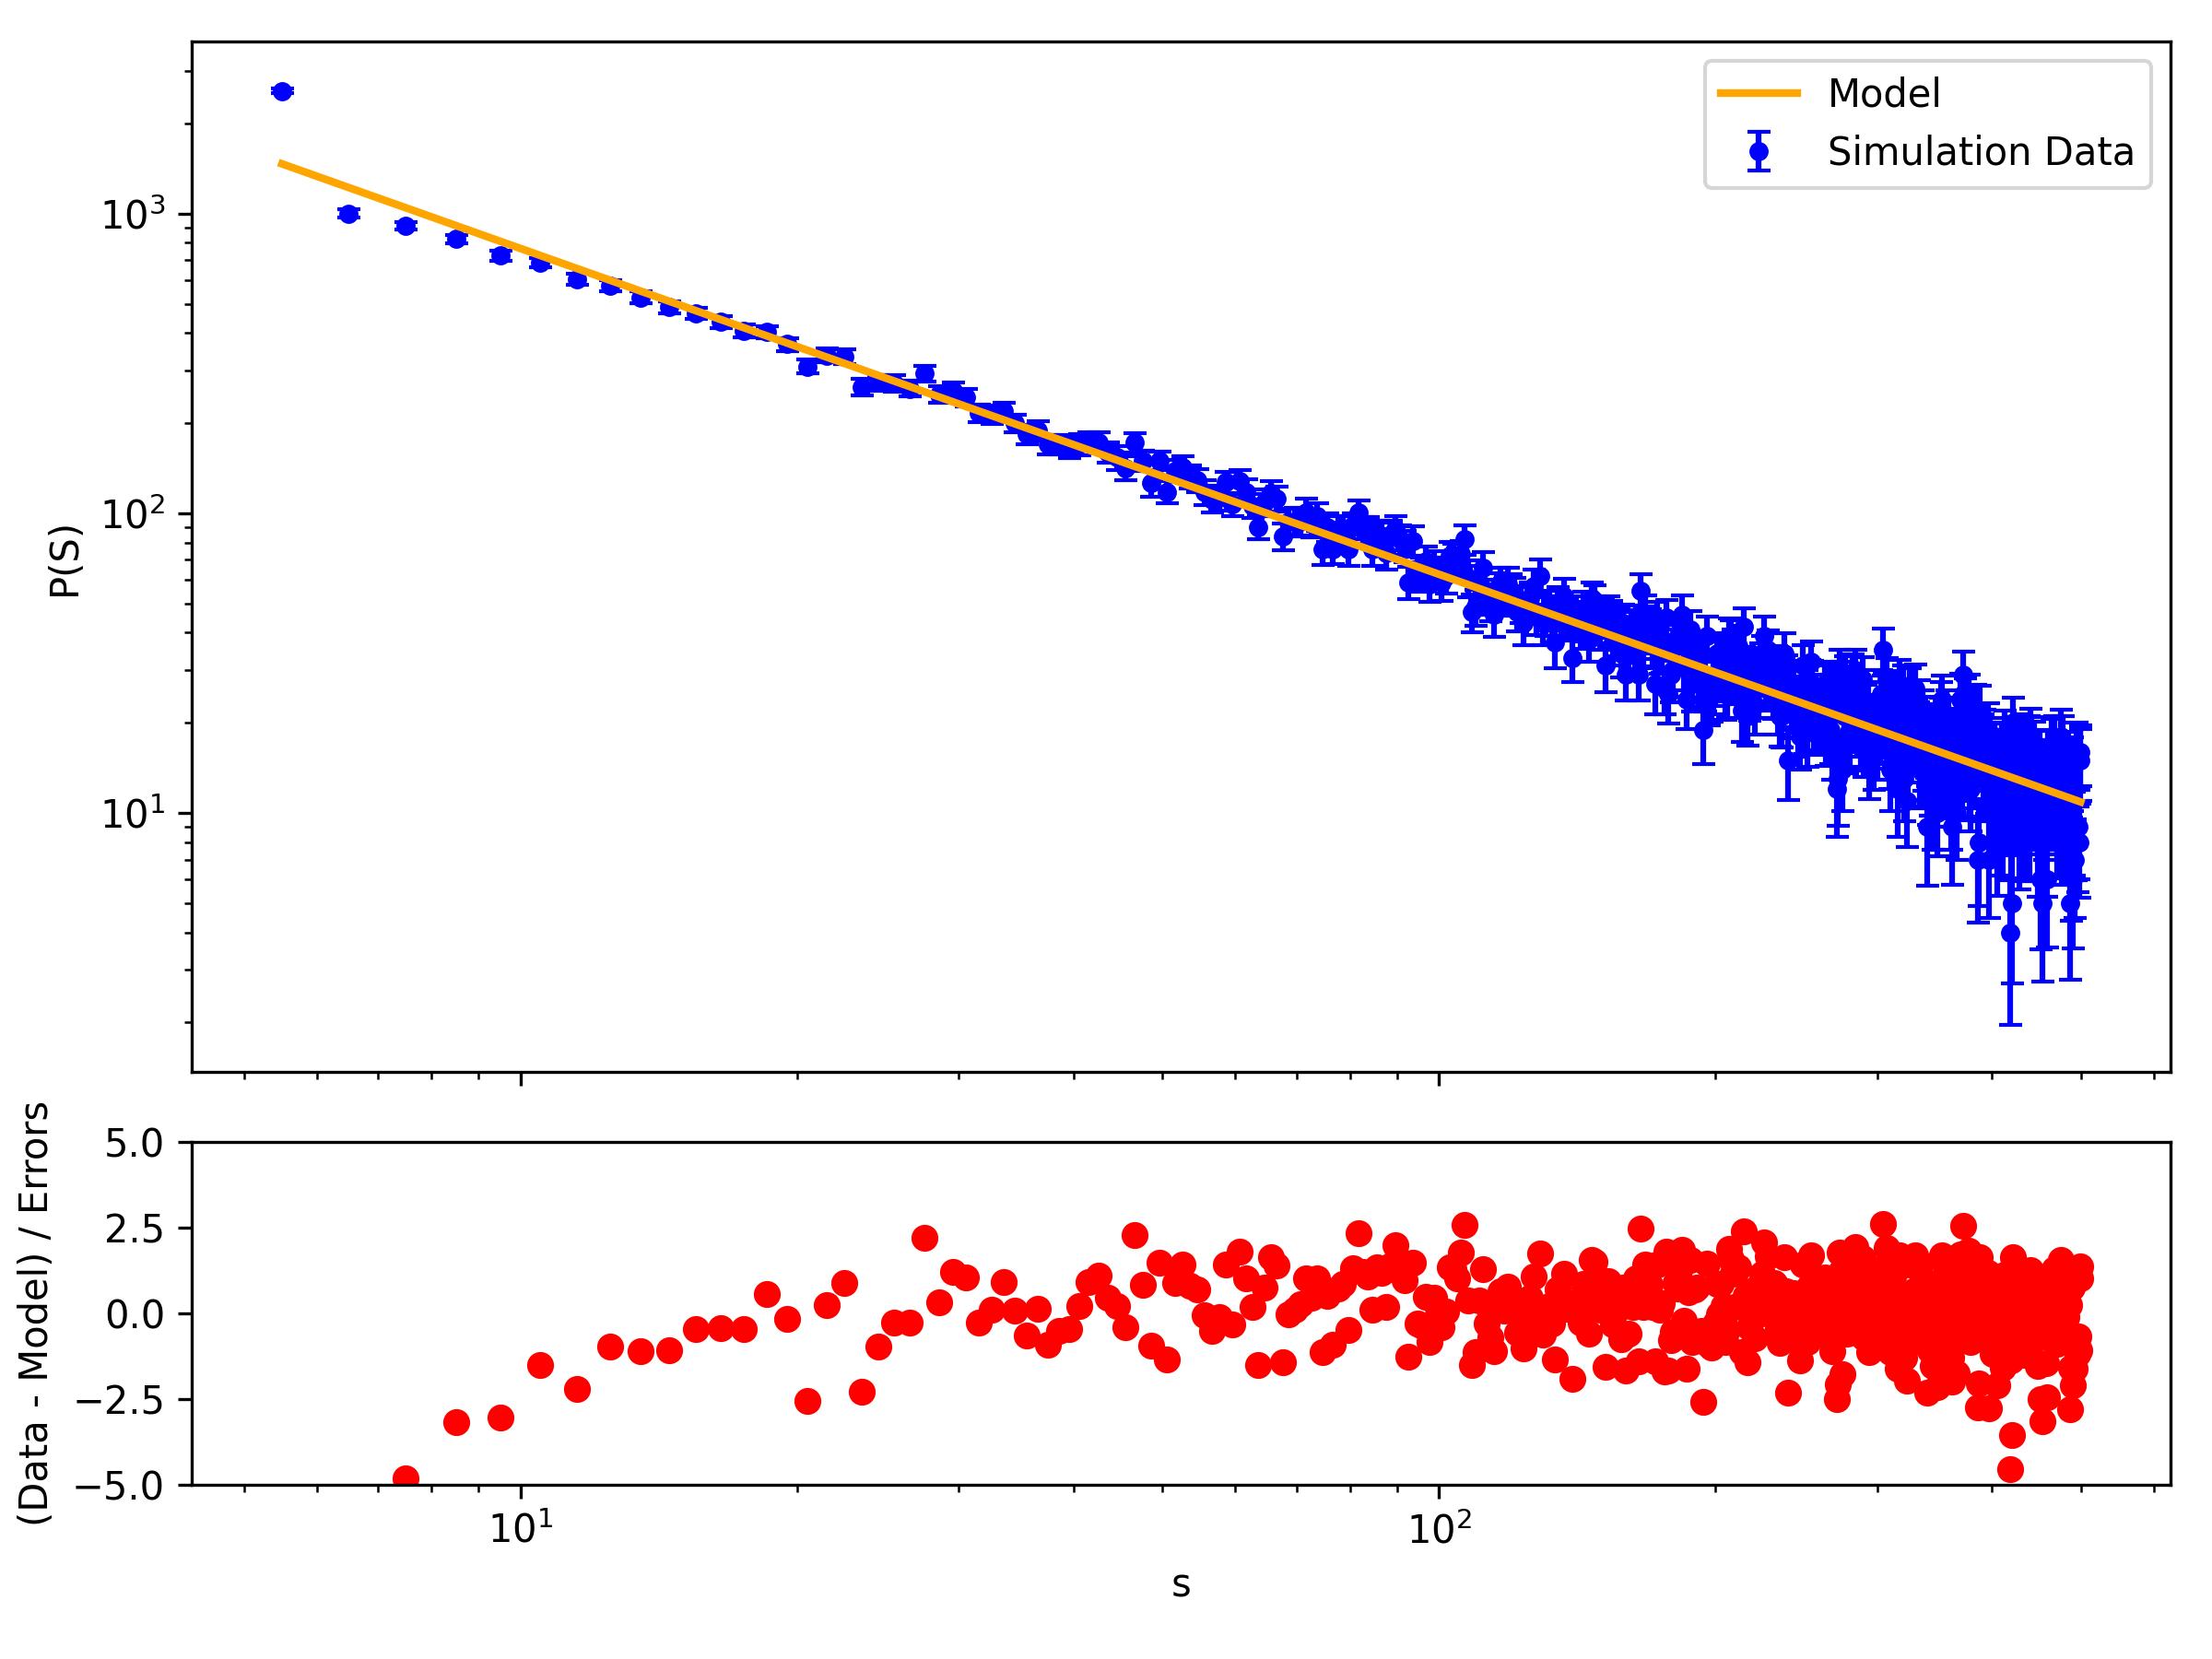 Model
Simulation Data
P(S)
10³
10²
10¹
(Data - Model) / Errors
5.0
2.5
0.0
−2.5
−5.0
10¹ 10²
s